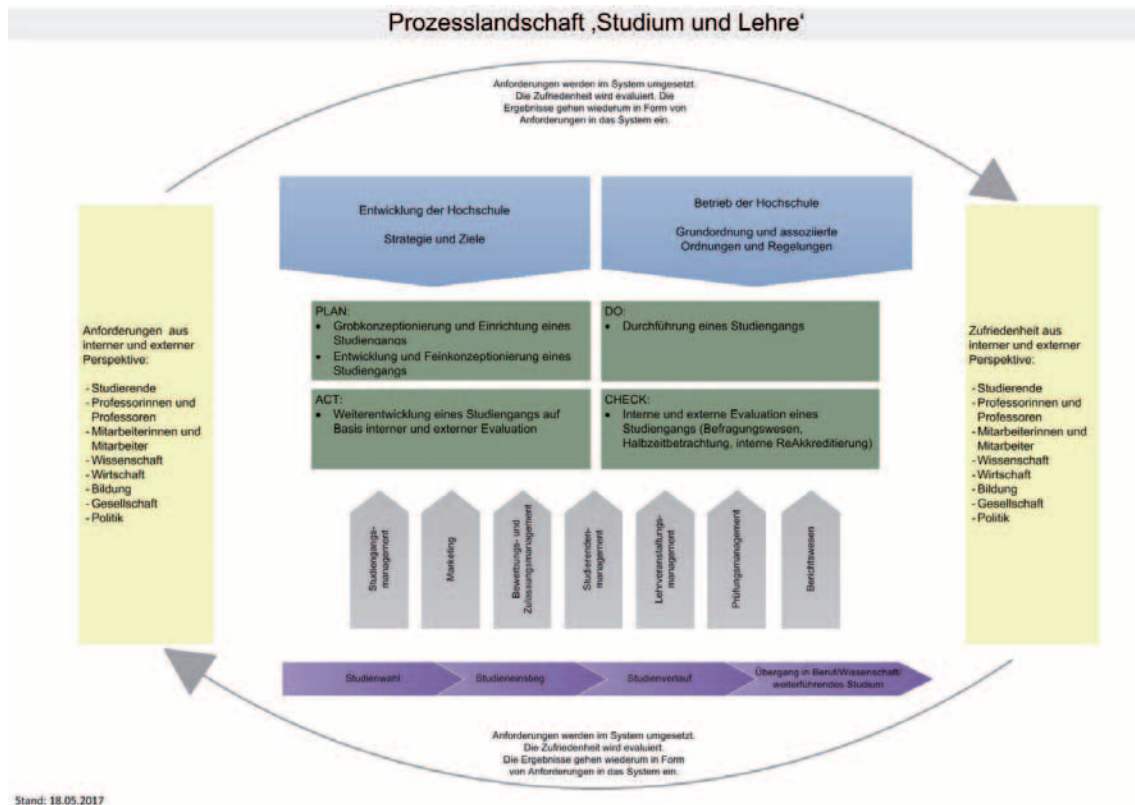 Prozesslandschaft ‚Studium und Lehre‘
Anforderungen werden im System umgesetzt.
Die Zufriedenheit wird evaluiert. Die
Ergebnisse gehen wiederum in Form von
Anforderungen in das System ein.
Entwicklung der Hochschule
Strategie und Ziele
Betrieb der Hochschule
Grundordnung und assoziierte
Ordnungen und Regelungen
Anforderungen aus
interner und externer
Perspektive:
- Studierende
- Professorinnen und
Professoren
- Mitarbeiterinnen und
Mitarbeiter
- Wissenschaft
- Wirtschaft
- Bildung
- Gesellschaft
- Politik
PLAN:
• Grobkonzeptionierung und Einrichtung eines
Studiengangs
• Entwicklung und Feinkonzeptionierung eines
Studiengangs
DO:
• Durchführung eines Studiengangs
ACT:
• Weiterentwicklung eines Studiengangs auf
Basis interner und externer Evaluation
CHECK:
• Interne und externe Evaluation eines
Studiengangs (Befragungswesen,
Halbzeitbetrachtung, interne ReAkkreditierung)
Zufriedenheit aus
interner und externer
Perspektive:
- Studierende
- Professorinnen und
Professoren
- Mitarbeiterinnen und
Mitarbeiter
- Wissenschaft
- Wirtschaft
- Bildung
- Gesellschaft
- Politik
Studiengangs-
management
Marketing
Bewerbungs- und
Zulassungsmanagement
Studierenden-
management
Lehrveranstaltungs-
management
Prüfungsmanagement
Berichtswesen
Studienwahl
Studieneinstieg
Studienverlauf
Übergang in Beruf/Wissenschaft/
weiterführendes Studium
Anforderungen werden im System umgesetzt.
Die Zufriedenheit wird evaluiert.
Die Ergebnisse gehen wiederum in Form
von Anforderungen in das System ein.
Stand: 18.05.2017